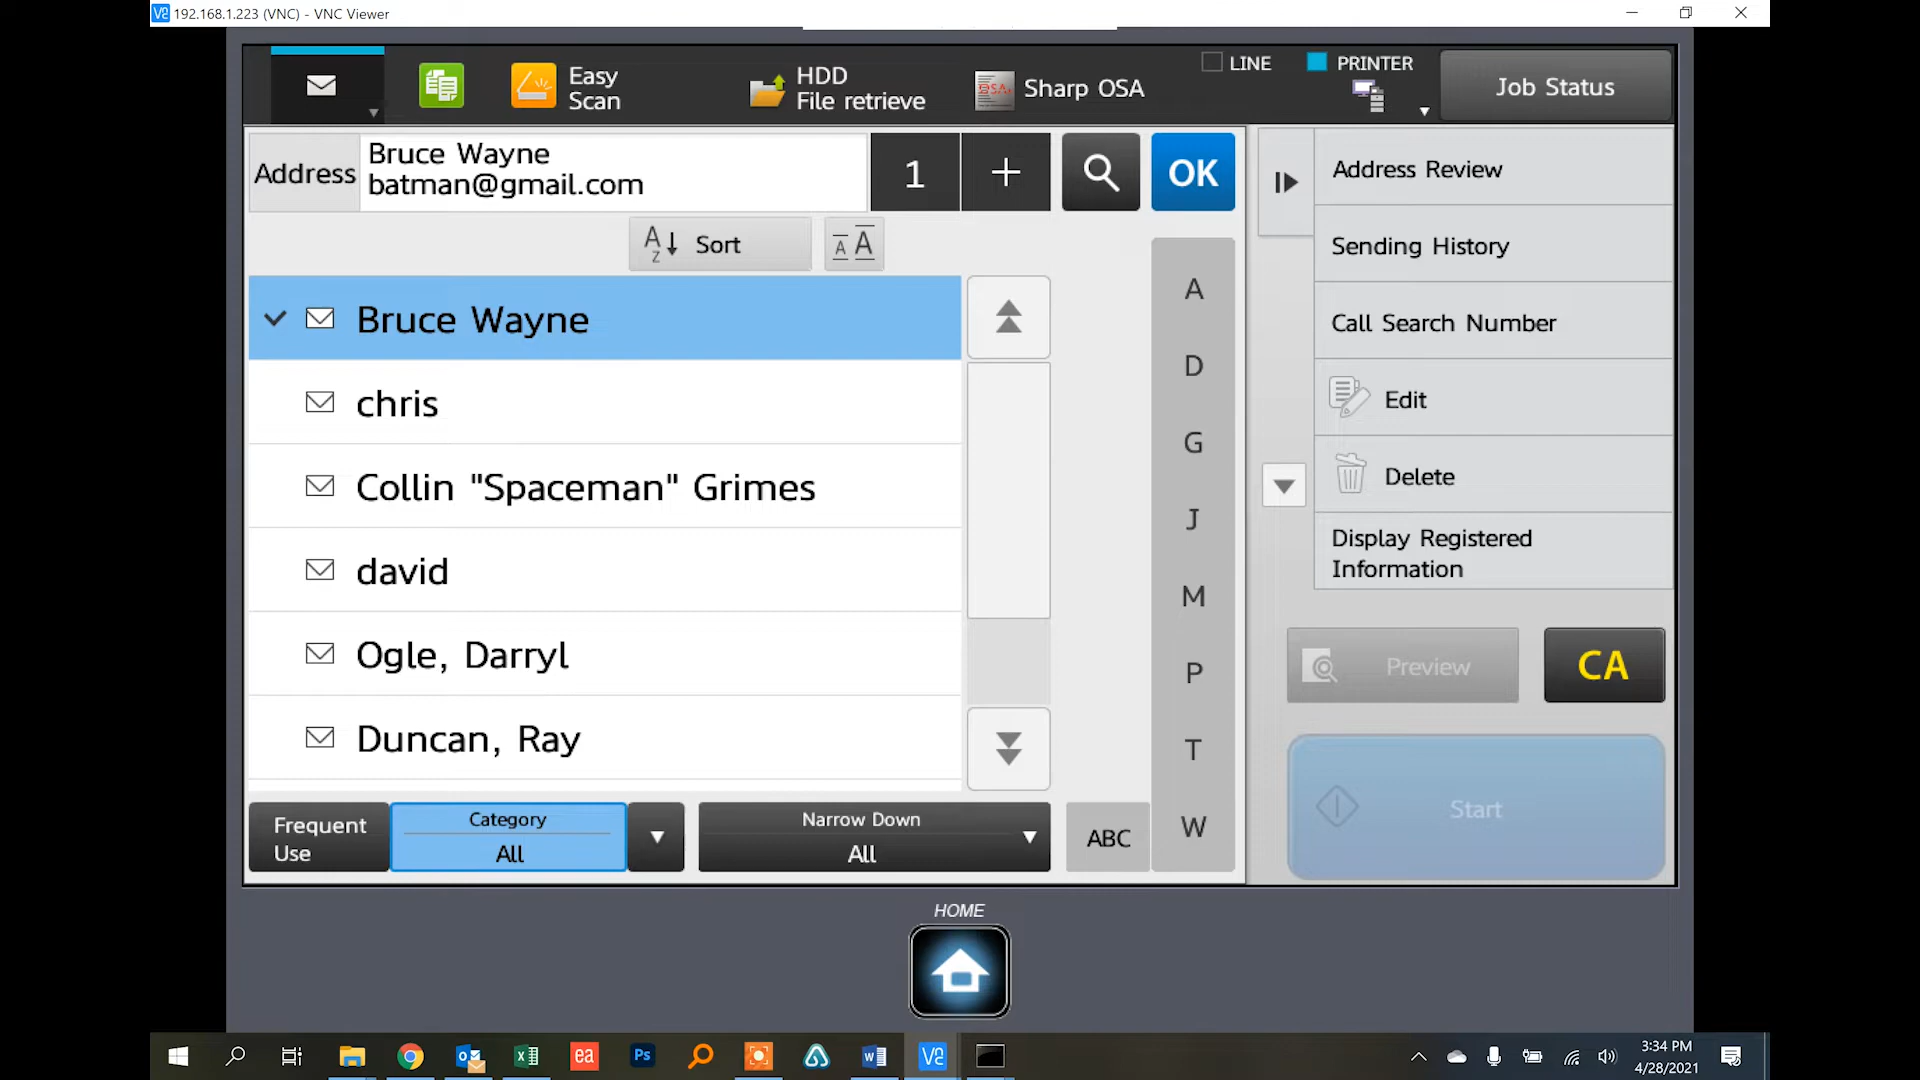 192.168.1.223 (VNC) - VNC Viewer
Easy
Scan
HDD
File retrieve
OSA
Sharp OSA
LINE
PRINTER
Job Status
Address
Bruce Wayne
batman@gmail.com
1
OK
Address Review
A
Z
Sort
A A
Sending History
Bruce Wayne
A
Call Search Number
chris
D
Edit
Collin "Spaceman" Grimes
G
Delete
david
J
Display Registered
Information
Ogle, Darryl
M
Preview
CA
Duncan, Ray
P
T
Start
Frequent
Use
Category
All
Narrow Down
All
ABC
W
HOME
ea
Ps
3:34 PM
4/28/2021